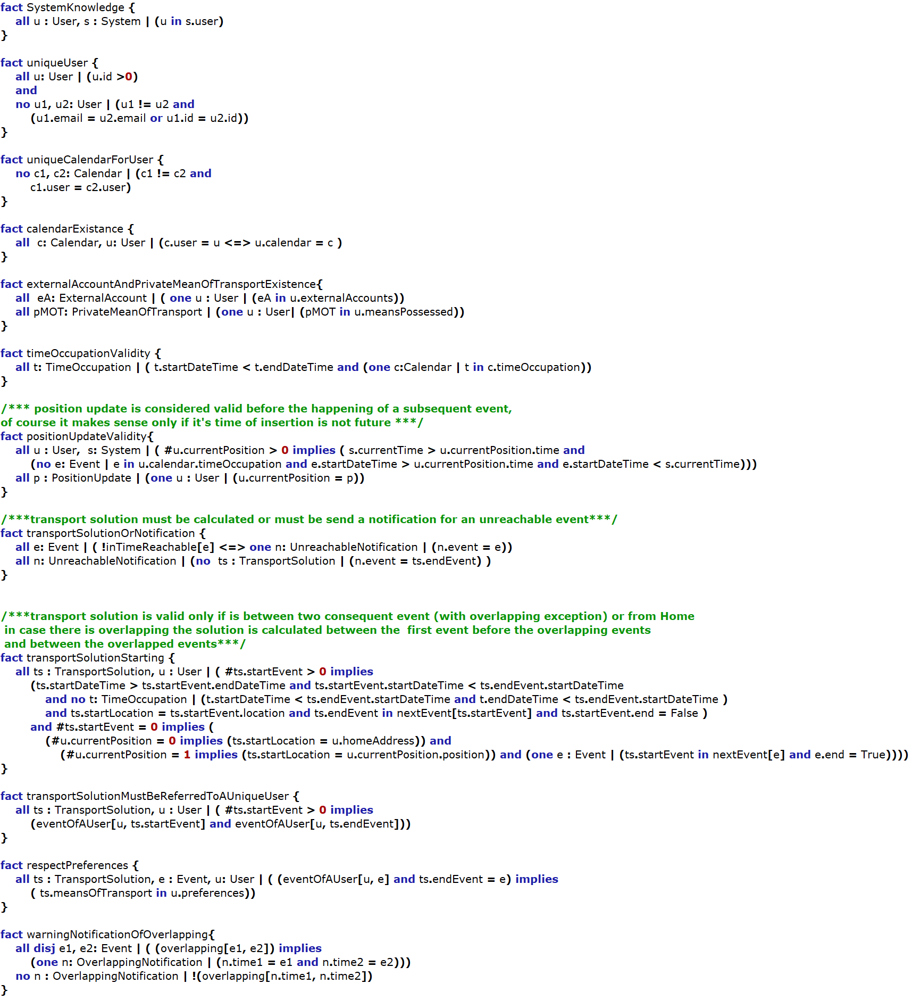 fact SystemKnowledge {
all u : User, s : System | (u in s.user)
}
fact uniqueUser {
all u: User | (u.id >0)
and
no u1, u2: User | (u1 != u2 and
(u1.email = u2.email or u1.id = u2.id))
}
fact uniqueCalendarForUser {
no c1, c2: Calendar | (c1 != c2 and
c1.user = c2.user)
}
fact calendarExistance {
all  c: Calendar, u: User | (c.user = u <=> u.calendar = c )
}
fact externalAccountAndPrivateMeanOfTransportExistence{
all  eA: ExternalAccount | ( one u : User | (eA in u.externalAccounts))
all pMOT: PrivateMeanOfTransport | (one u : User| (pMOT in u.meansPossessed))
}
fact timeOccupationValidity {
all t: TimeOccupation | ( t.startDateTime < t.endDateTime and (one c:Calendar | t in c.timeOccupation))
}
/*** position update is considered valid before the happening of a subsequent event,
of course it makes sense only if it's time of insertion is not future ***/
fact positionUpdateValidity{
all u : User,  s: System | ( #u.currentPosition > 0 implies ( s.currentTime > u.currentPosition.time and
(no e: Event | e in u.calendar.timeOccupation and e.startDateTime > u.currentPosition.time and e.startDateTime < s.currentTime)))
all p : PositionUpdate | (one u : User | (u.currentPosition = p))
}
/***transport solution must be calculated or must be send a notification for an unreachable event***/
fact transportSolutionOrNotification {
all e: Event | ( !inTimeReachable[e] <=> one n: UnreachableNotification | (n.event = e))
all n: UnreachableNotification | (no  ts : TransportSolution | (n.event = ts.endEvent) )
}
/***transport solution is valid only if is between two consequent event (with overlapping exception) or from Home
in case there is overlapping the solution is calculated between the  first event before the overlapping events
and between the overlapped events***/
fact transportSolutionStarting {
all ts : TransportSolution, u : User | ( #ts.startEvent > 0 implies
(ts.startDateTime > ts.startEvent.endDateTime and ts.startEvent.startDateTime < ts.endEvent.startDateTime
and no t: TimeOccupation | (t.startDateTime < ts.endEvent.startDateTime and t.endDateTime < ts.endEvent.startDateTime )
and ts.startLocation = ts.startEvent.location and ts.endEvent in nextEvent[ts.startEvent] and ts.startEvent.end = False )
and #ts.startEvent = 0 implies (
(#u.currentPosition = 0 implies (ts.startLocation = u.homeAddress)) and
(#u.currentPosition = 1 implies (ts.startLocation = u.currentPosition.position)) and (one e : Event | (ts.startEvent in nextEvent[e] and e.end = True))))
}
fact transportSolutionMustBeReferredToAUniqueUser {
all ts : TransportSolution, u : User | ( #ts.startEvent > 0 implies
(eventOfAUser[u, ts.startEvent] and eventOfAUser[u, ts.endEvent]))
}
fact respectPreferences {
all ts : TransportSolution, e : Event, u: User | ( (eventOfAUser[u, e] and ts.endEvent = e) implies
( ts.meansOfTransport in u.preferences))
}
fact warningNotificationOfOverlapping{
all disj e1, e2: Event | ( (overlapping[e1, e2]) implies
(one n: OverlappingNotification | (n.time1 = e1 and n.time2 = e2)))
no n : OverlappingNotification | !(overlapping[n.time1, n.time2])
}